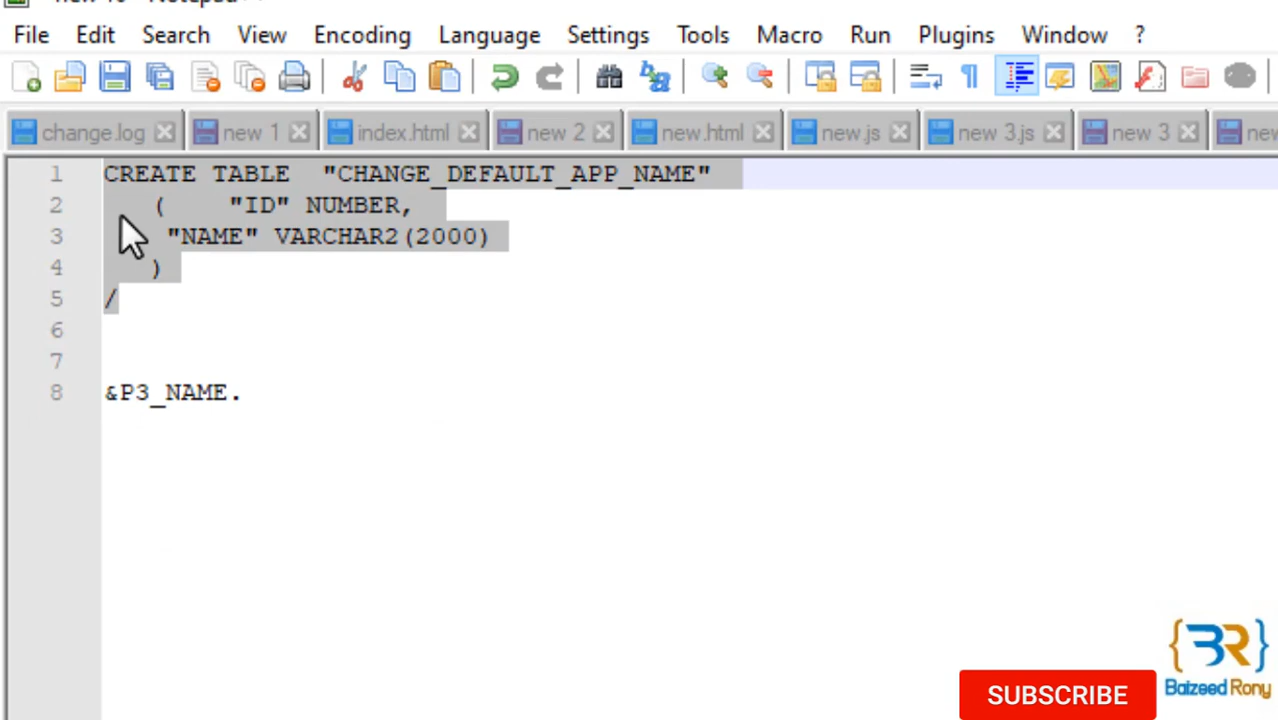 File Edit Search View Encoding Language Settings Tools Macro Run Plugins Window ?
change.log new 1 index.html new 2 new.html new.js new 3.js new 3
1 CREATE TABLE "CHANGE_DEFAULT_APP_NAME"
2 ( "ID" NUMBER,
3 "NAME" VARCHAR2(2000)
4 )
5 /
6
7
8 &P3_NAME.
BR
Baizeed Rony
SUBSCRIBE